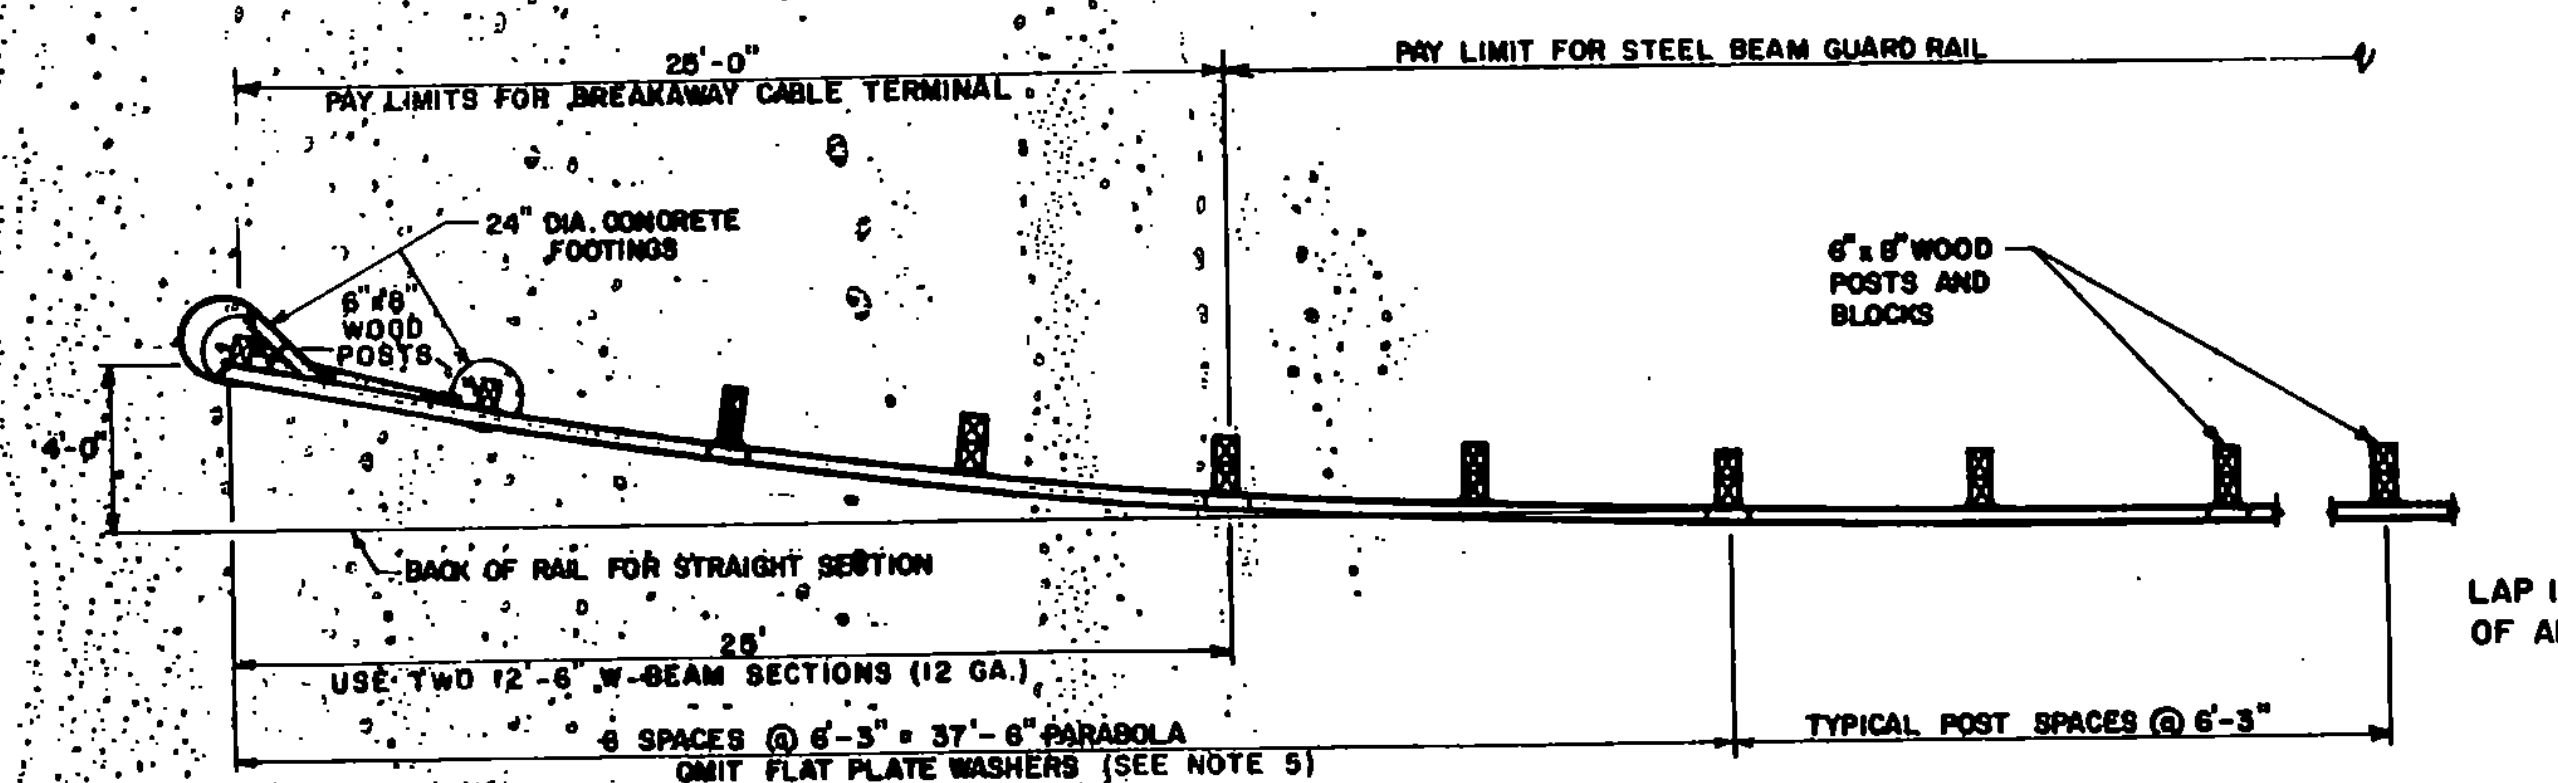 25'-0"
PAY LIMITS FOR BREAKAWAY CABLE TERMINAL
PAY LIMIT FOR STEEL BEAM GUARD RAIL
24" DIA. CONCRETE
FOOTINGS
6"x8"
WOOD
POSTS
6"x8" WOOD
POSTS AND
BLOCKS
4'-0"
BACK OF RAIL FOR STRAIGHT SECTION
LAP
OF
25'
USE TWO 12'-6" W-BEAM SECTIONS (12 GA.)
6 SPACES @ 6'-3" = 37'-6" PARABOLA
OMIT FLAT PLATE WASHERS (SEE NOTE 5)
TYPICAL POST SPACES @ 6'-3"